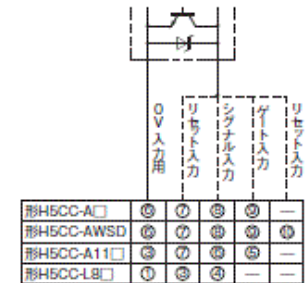 0V入力用
リセット入力
シグナル入力
ゲート入力
リセット入力
形H5CC-A□ ⑥ ⑦ ⑧ ⑨ —
形H5CC-AWSD ⑥ ⑦ ⑧ ⑨ ⑩
形H5CC-A11□ ③ ⑦ ⑥ ⑤ —
形H5CC-L8□ ① ③ ④ — —